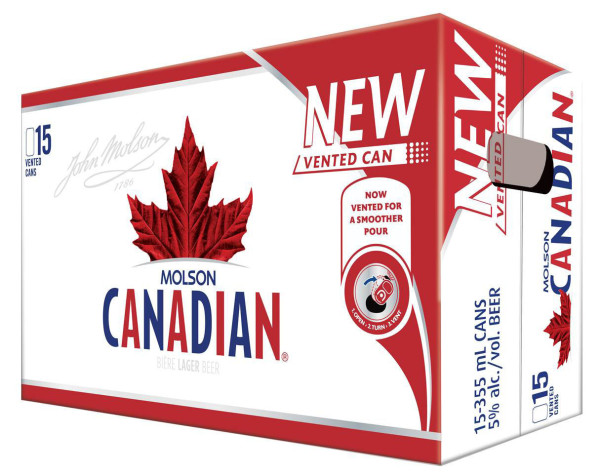 15
VENTED
CANS
John Molson
1786
MOLSON
CANADIAN®
BIÈRE LAGER BEER
NEW
VENTED CAN
NOW
VENTED FOR
A SMOOTHER
POUR
1.OPEN • 2.TURN • 3.VENT
NEW
VENTED CAN
15-355 mL CANS
5% alc./vol. BEER
MOLSON
CANADIAN
15
VENTED
CANS